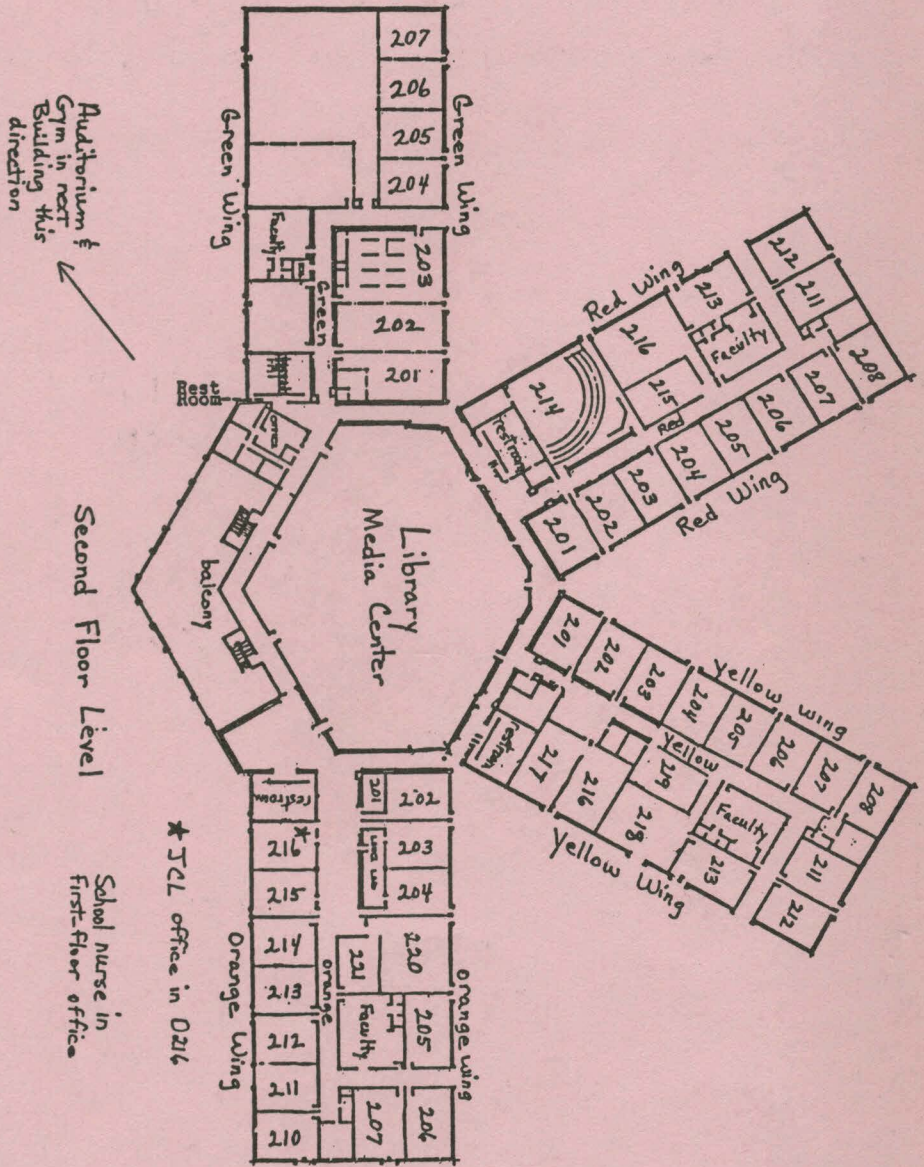 207
206
205
204
203
202
201
Green Wing
Green Wing
Green
Faculty
office
Rest
Room
Auditorium &
Gym in next
Building this
direction
212
211
208
213
Faculty
207
216
206
215
205
214
204
203
202
201
restroom
Red Wing
Red Wing
Red
Library
Media Center
balcony
Second Floor Level
201
202
203
204
205
206
207
208
Yellow Wing
Yellow
Yellow Wing
restroom
217
216
219
218
Faculty
213
211
212
restroom
201
202
216
★
203
215
204
214
221
220
213
Faculty
205
212
211
207
206
210
Orange Wing
orange
orange Wing
★ JCL office in O216
School nurse in
first-floor office